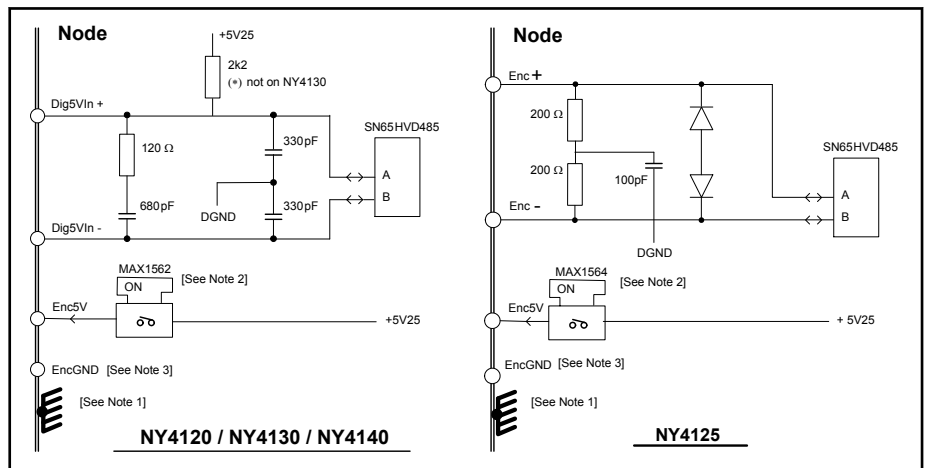 Node
+5V25
2k2
(*) not on NY4130
Dig5VIn +
SN65HVD485
120 Ω
330pF
A
B
680pF
DGND
330pF
Dig5VIn -
MAX1562
[See Note 2]
ON
Enc5V
+5V25
EncGND [See Note 3]
[See Note 1]
NY4120 / NY4130 / NY4140
Node
Enc +
200 Ω
SN65HVD485
200 Ω
100pF
A
B
Enc -
DGND
MAX1564
[See Note 2]
ON
Enc5V
+ 5V25
EncGND [See Note 3]
[See Note 1]
NY4125